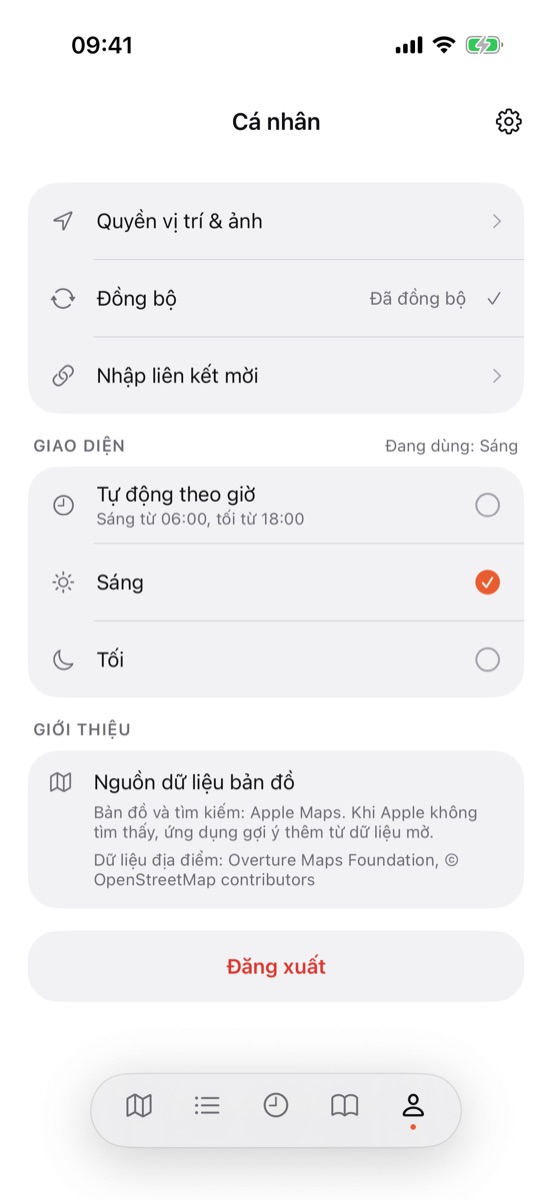 09:41
Cá nhân
Quyền vị trí & ảnh
Đồng bộ
Đã đồng bộ
Nhập liên kết mời
GIAO DIỆN
Đang dùng: Sáng
Tự động theo giờ
Sáng từ 06:00, tối từ 18:00
Sáng
Tối
GIỚI THIỆU
Nguồn dữ liệu bản đồ
Bản đồ và tìm kiếm: Apple Maps. Khi Apple không
tìm thấy, ứng dụng gợi ý thêm từ dữ liệu mở.
Dữ liệu địa điểm: Overture Maps Foundation, ©
OpenStreetMap contributors
Đăng xuất